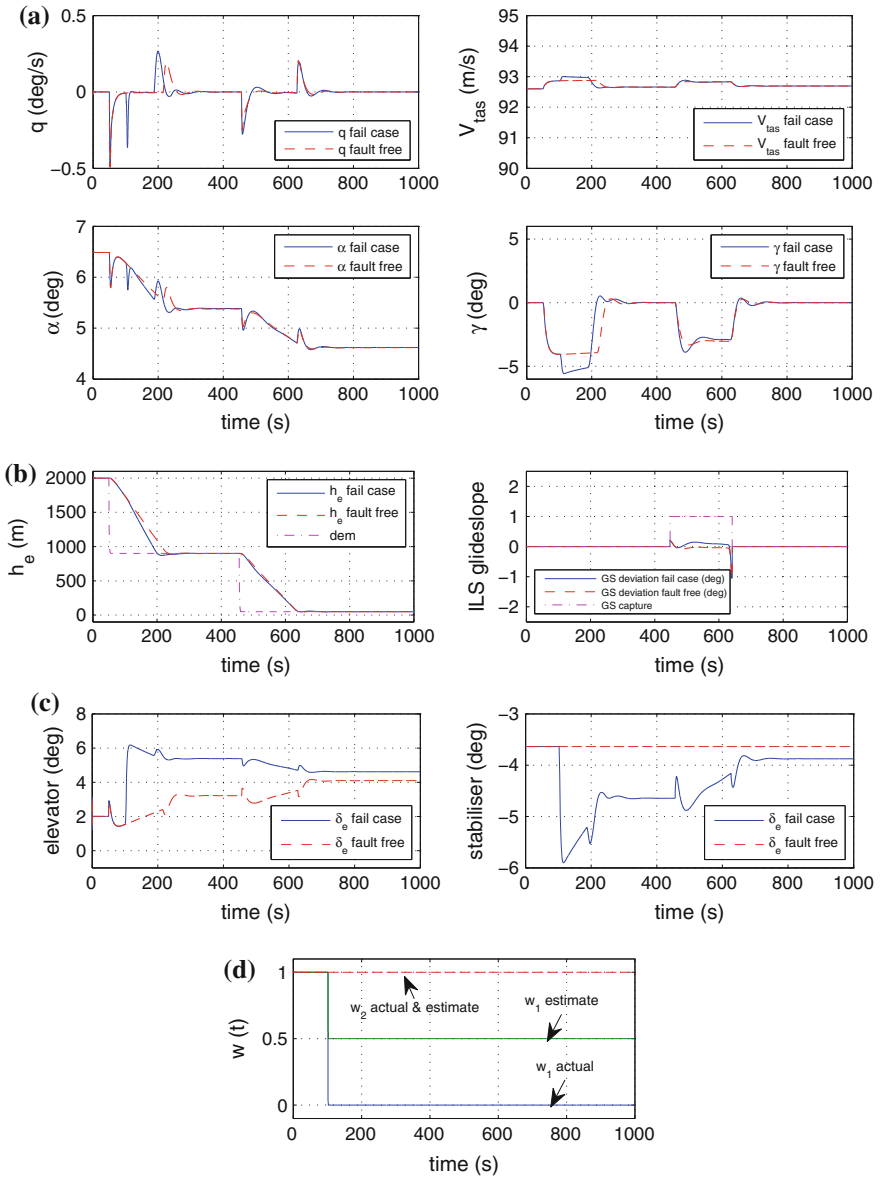 (a)
0.5
0
−0.5
q (deg/s)
q fail case
q fault free
0 200 400 600 800 1000
95
94
93
92
91
90
V_tas (m/s)
V_tas fail case
V_tas fault free
0 200 400 600 800 1000
7
6
5
4
α (deg)
α fail case
α fault free
0 200 400 600 800 1000
time (s)
5
0
−5
γ (deg)
γ fail case
γ fault free
0 200 400 600 800 1000
time (s)
(b)
2000
1500
1000
500
0
h_e (m)
h_e fail case
h_e fault free
dem
0 200 400 600 800 1000
time (s)
2
1
0
−1
−2
ILS glideslope
GS deviation fail case (deg)
GS deviation fault free (deg)
GS capture
0 200 400 600 800 1000
time (s)
(c)
8
6
4
2
0
elevator (deg)
δ_e fail case
δ_e fault free
0 200 400 600 800 1000
time (s)
−3
−4
−5
−6
stabiliser (deg)
δ_e fail case
δ_e fault free
0 200 400 600 800 1000
time (s)
(d)
1
0.5
0
w (t)
w_2 actual & estimate
w_1 estimate
w_1 actual
0 200 400 600 800 1000
time (s)